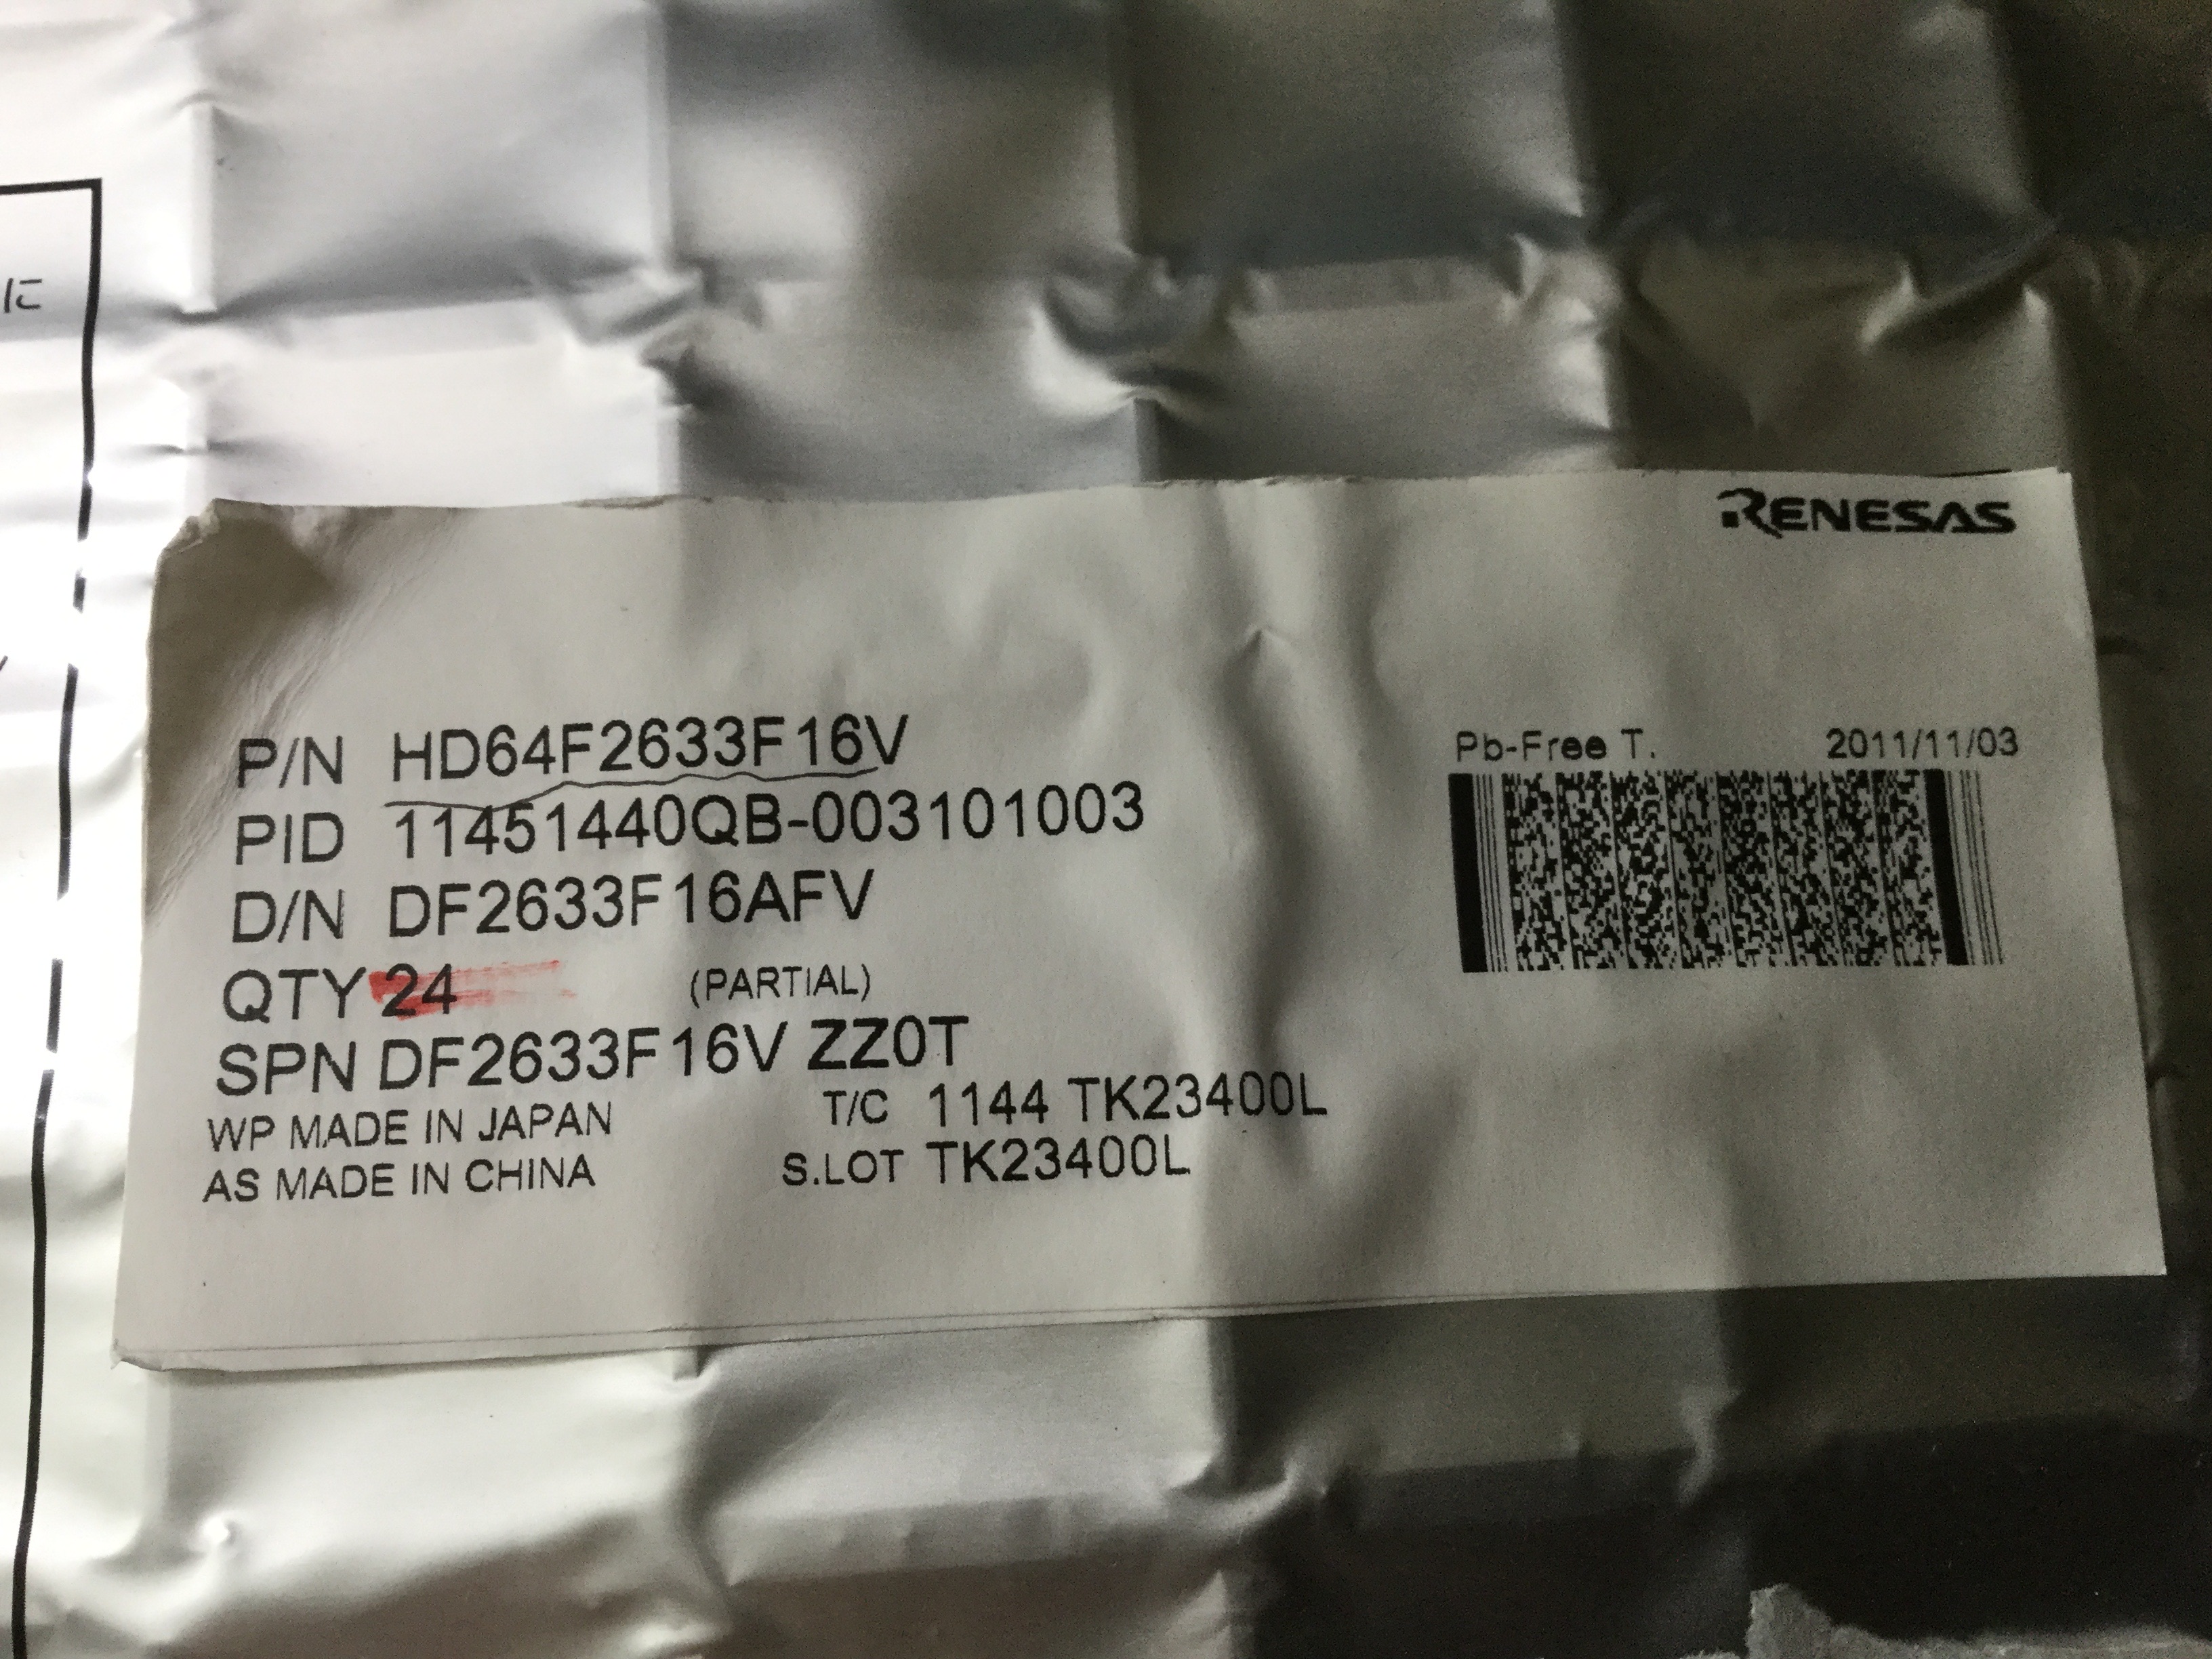 に
RENESAS
P/N HD64F2633F16V
Pb-Free T. 2011/11/03
PID 11451440QB-003101003
D/N DF2633F16AFV
QTY 24 (PARTIAL)
SPN DF2633F16V ZZ0T
WP MADE IN JAPAN T/C 1144 TK23400L
AS MADE IN CHINA S.LOT TK23400L